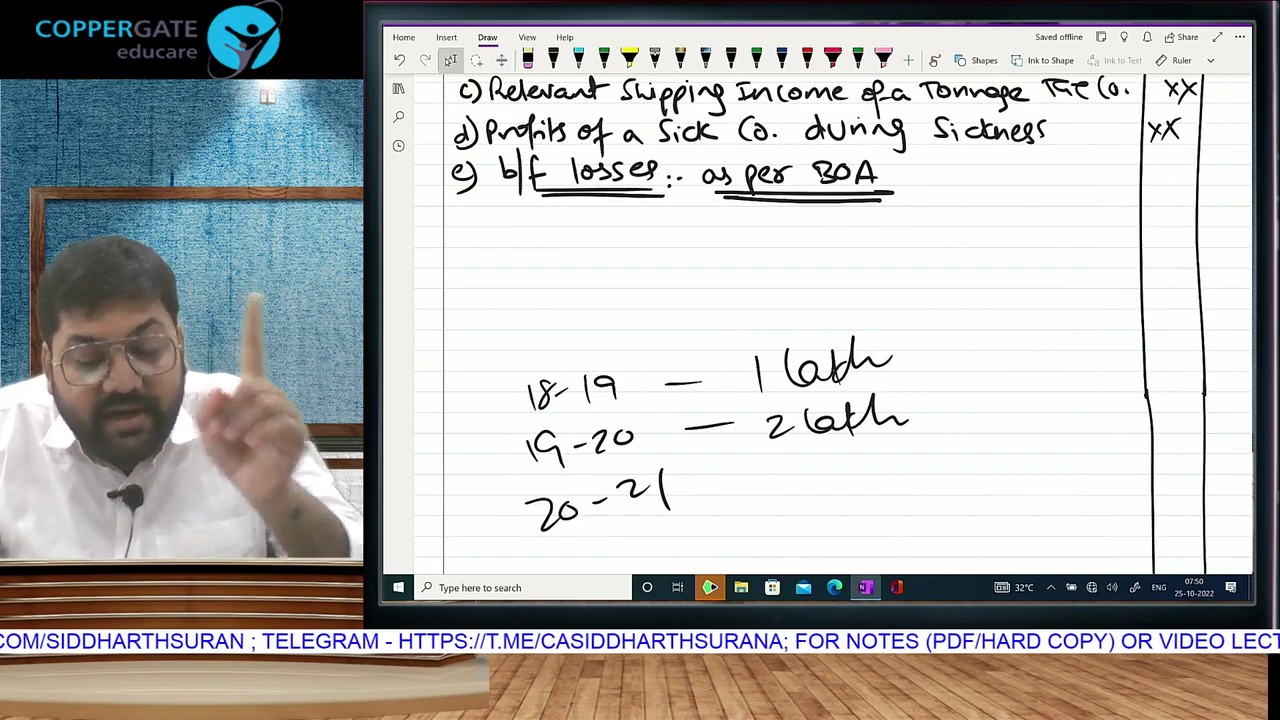 COPPERGATE
educare
Home Insert Draw View Help
Saved offline
Share
Shapes
Ink to Shape
Ink to Text
Ruler
c) Relevant Shipping Income of a Tonnage Tax Co. xx
d) Profits of a Sick Co. during Sickness xx
e) b/f losses :- as per BOA
18-19 — 1 lakh
19-20 — 2 lakh
20-21
Type here to search
32°C
ENG
07:50
25-10-2022
COM/SIDDHARTHSURAN ; TELEGRAM - HTTPS://T.ME/CASIDDHARTHSURANA; FOR NOTES (PDF/HARD COPY) OR VIDEO LECT